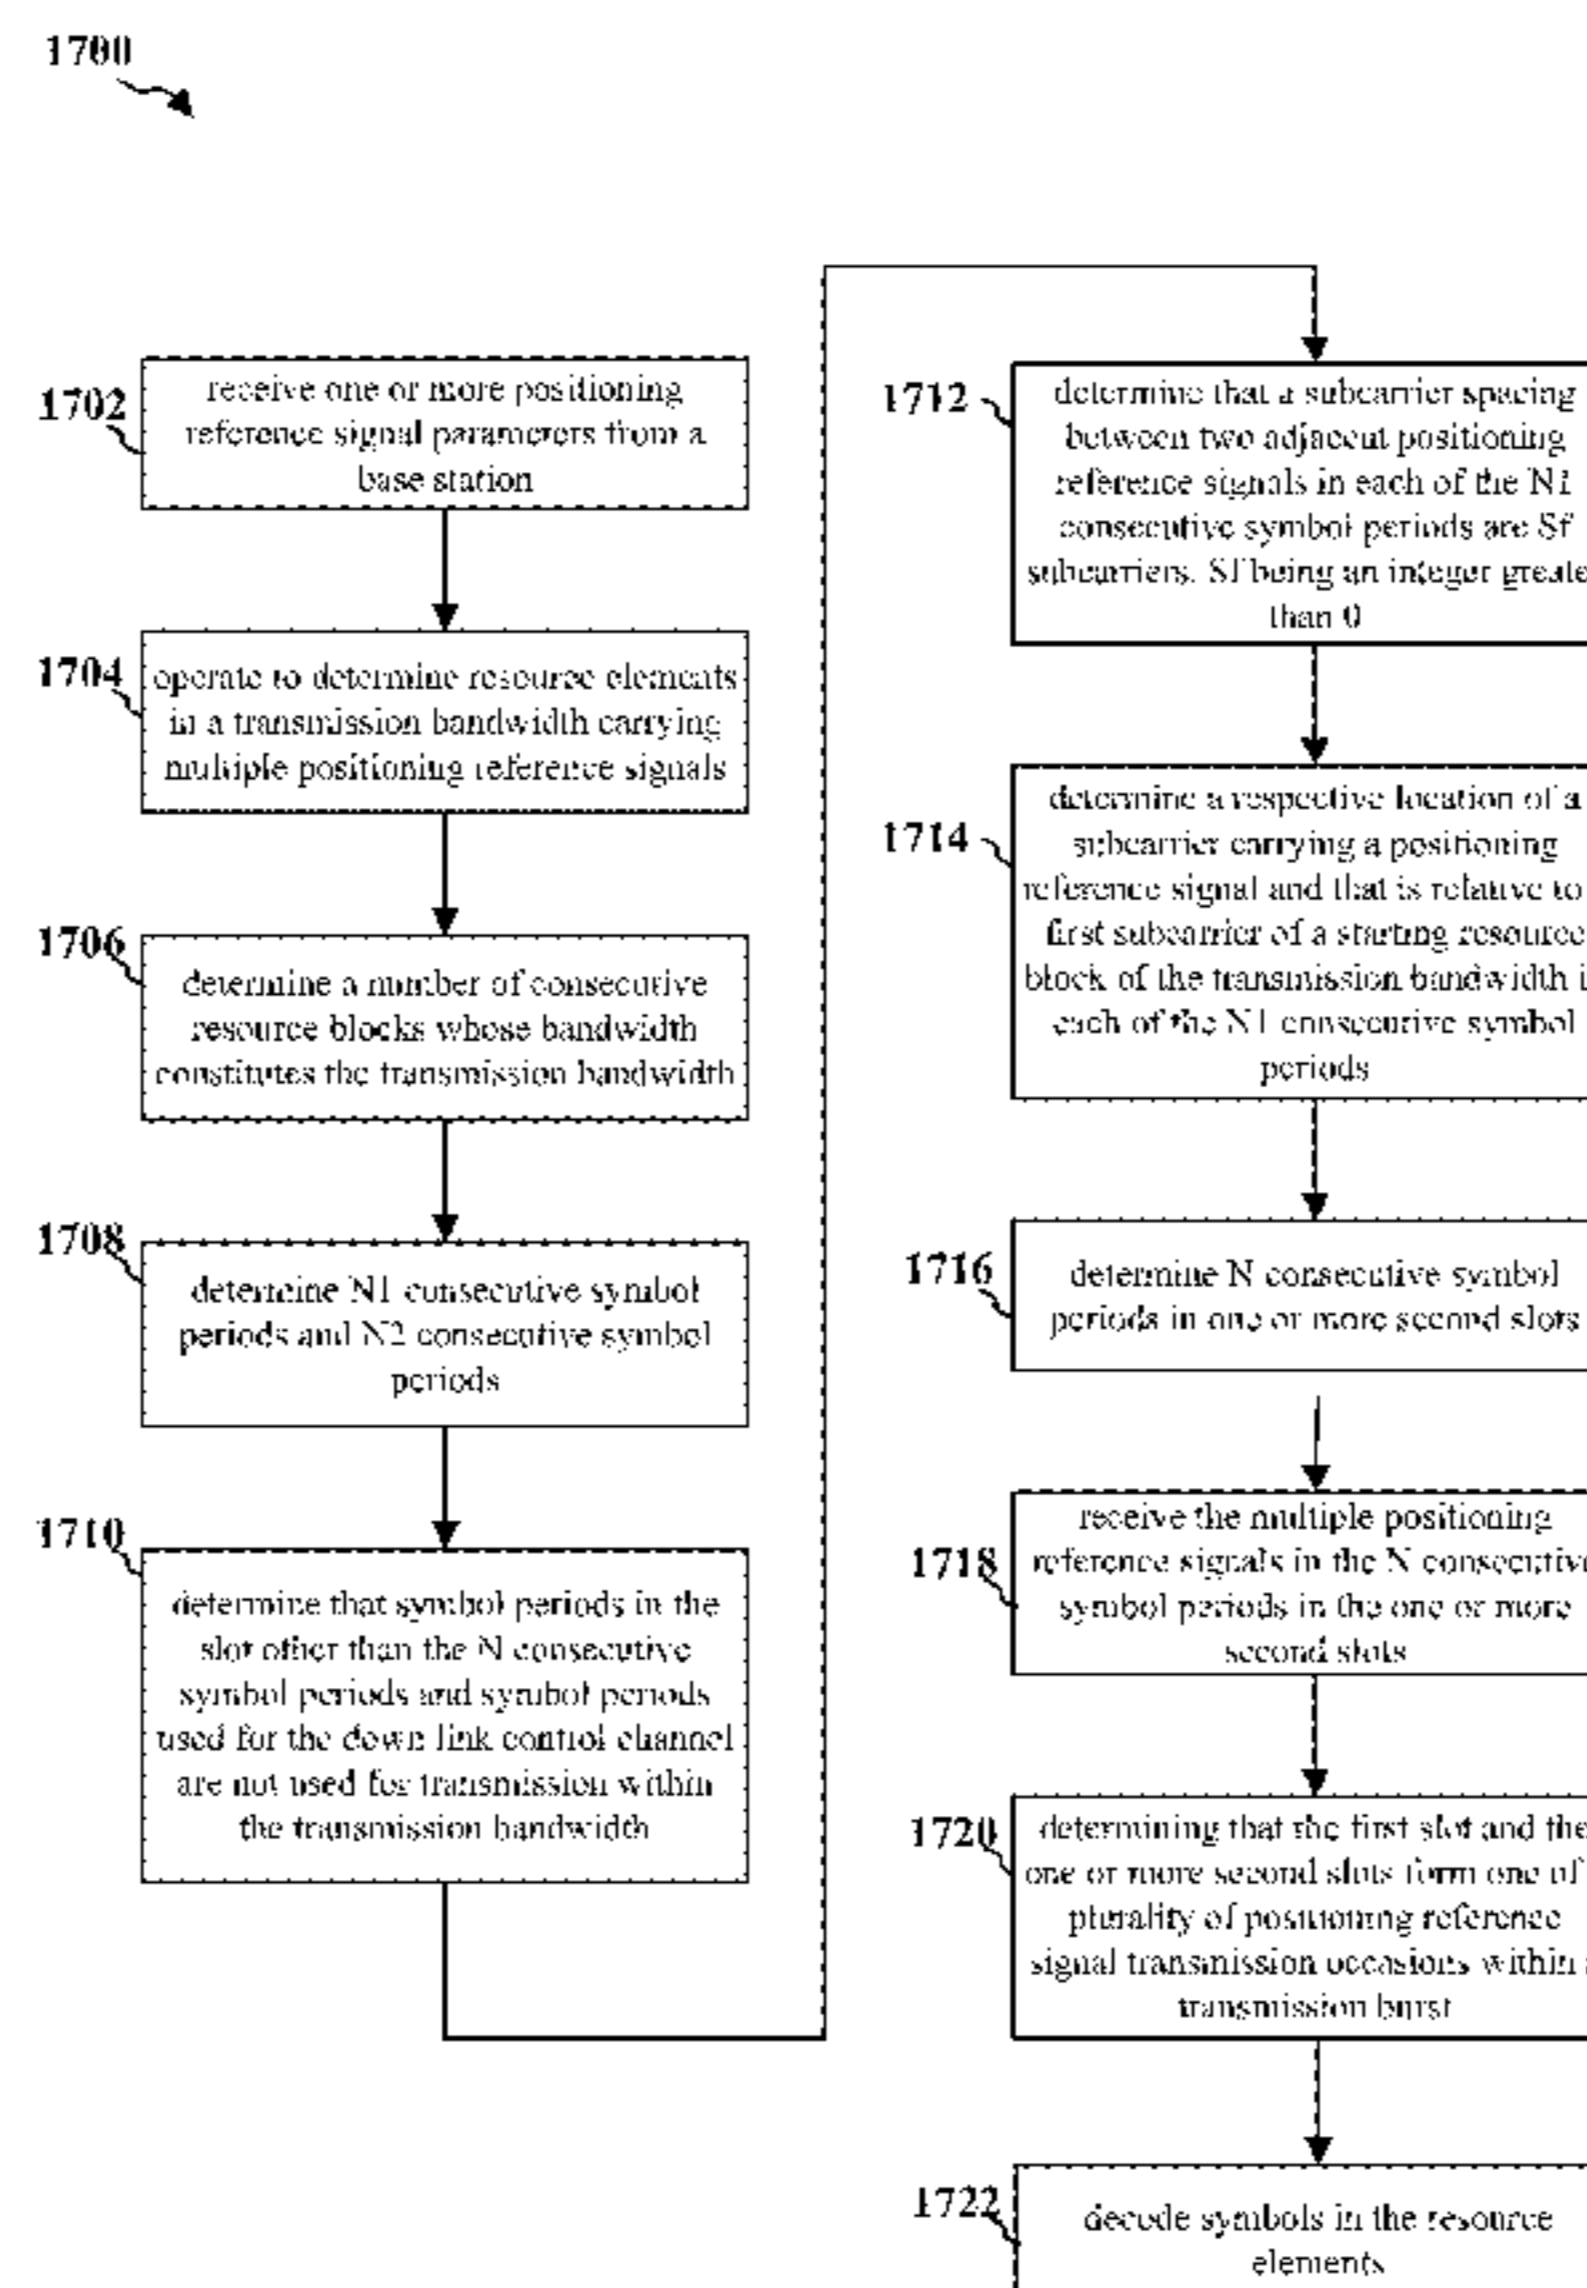 1700
1702
receive one or more positioning
reference signal parameters from a
base station
1704
operate to determine resource elements
in a transmission bandwidth carrying
multiple positioning reference signals
1706
determine a number of consecutive
resource blocks whose bandwidth
constitutes the transmission bandwidth
1708
determine N1 consecutive symbol
periods and N2 consecutive symbol
periods
1710
determine that symbol periods in the
slot other than the N consecutive
symbol periods and symbol periods
used for the down link control channel
are not used for transmission within
the transmission bandwidth
1712
determine that a subcarrier spacing
between two adjacent positioning
reference signals in each of the N1
consecutive symbol periods are Sf
subcarriers. Sf being an integer greate
than 0
1714
determine a respective location of a
subcarrier carrying a positioning
reference signal and that is relative to
first subcarrier of a starting resource
block of the transmission bandwidth i
each of the N1 consecutive symbol
periods
1716
determine N consecutive symbol
periods in one or more second slots
1718
receive the multiple positioning
reference signals in the N consecutive
symbol periods in the one or more
second slots
1720
determining that the first slot and the
one or more second slots form one of
plurality of positioning reference
signal transmission occasions within a
transmission burst
1722
decode symbols in the resource
elements